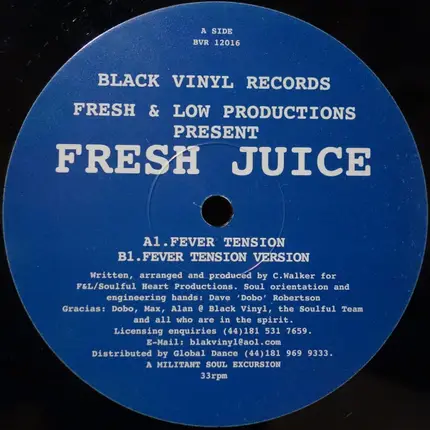 A SIDE
BVR 12016
BLACK VINYL RECORDS
FRESH & LOW PRODUCTIONS
PRESENT
FRESH JUICE
A1.FEVER TENSION
B1.FEVER TENSION VERSION
Written, arranged and produced by C.Walker for
F&L/Soulful Heart Productions. Soul orientation and
engineering hands: Dave 'Dobo' Robertson
Gracias: Dobo, Max, Alan @ Black Vinyl, the Soulful Team
and all who are in the spirit.
Licensing enquiries (44)181 531 7659.
E-Mail: blakvinyl@aol.com
Distributed by Global Dance (44)181 969 9333.
A MILITANT SOUL EXCURSION
33rpm